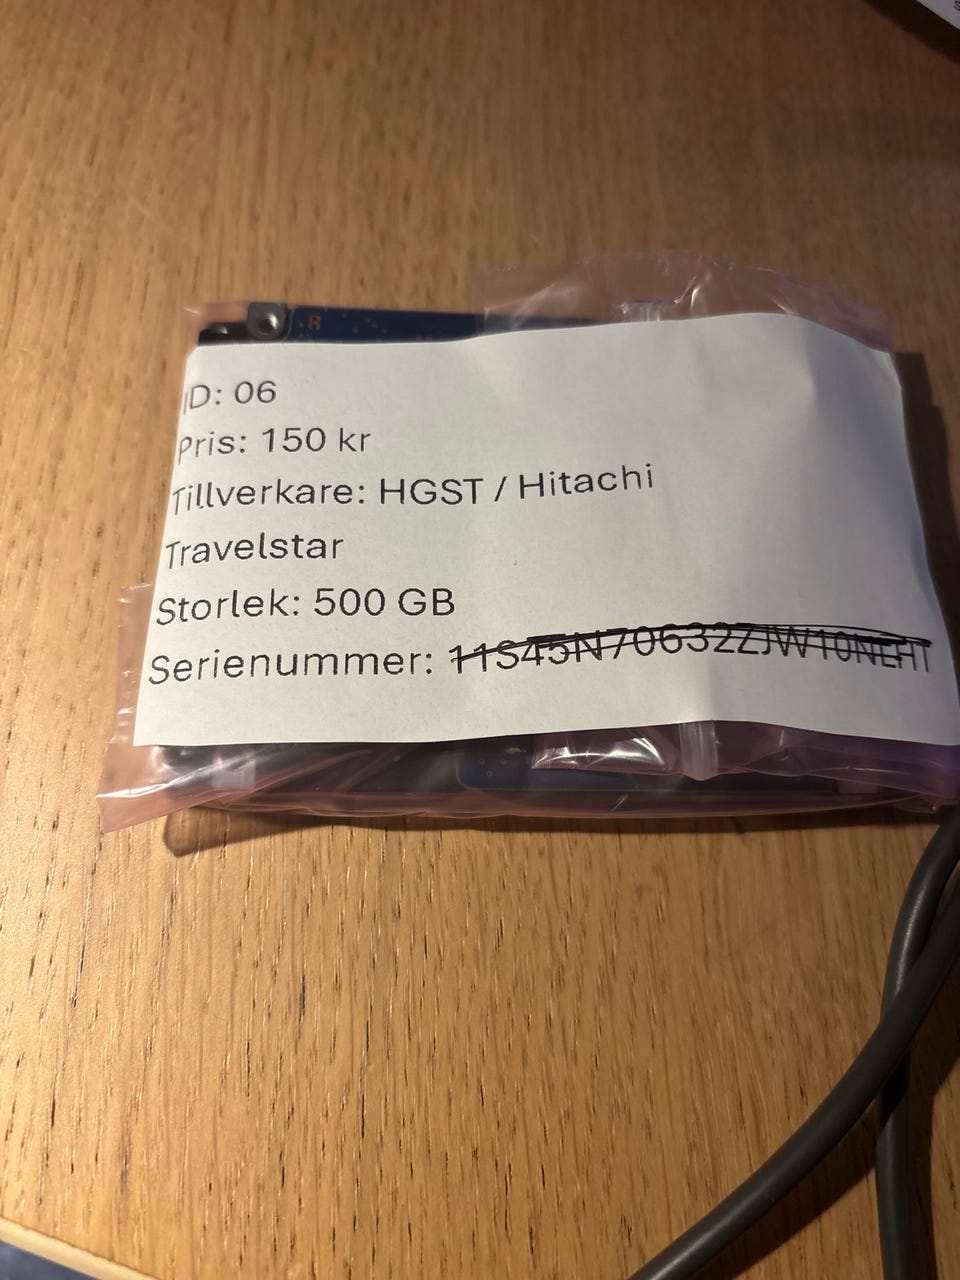 ID: 06
Pris: 150 kr
Tillverkare: HGST / Hitachi
Travelstar
Storlek: 500 GB
Serienummer: